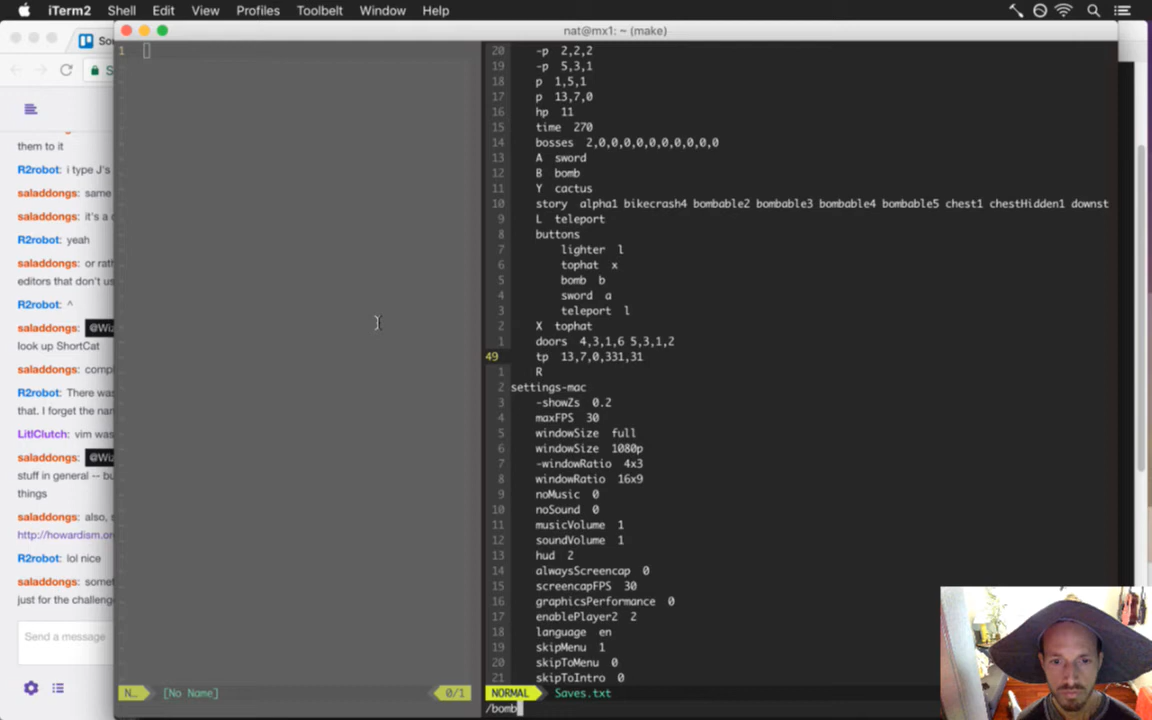 iTerm2 Shell Edit View Profiles Toolbelt Window Help
nat@mx1: ~ (make)
them to it
R2robot: i type J's
saladdongs: same
saladdongs: it's a
R2robot: yeah
saladdongs: or rath
editors that don't us
R2robot: ^
saladdongs: @Wiz
look up ShortCat
saladdongs: comp
R2robot: There was
that. I forget the nar
LitlClutch: vim was
saladdongs: @Wiz
stuff in general -- bu
things
saladdongs: also,
http://howardism.or
R2robot: lol nice
saladdongs: somet
just for the challeng
Send a message
1
N... [No Name] 0/1
20 -p 2,2,2
19 -p 5,3,1
18 p 1,5,1
17 p 13,7,0
16 hp 11
15 time 270
14 bosses 2,0,0,0,0,0,0,0,0,0,0
13 A sword
12 B bomb
11 Y cactus
10 story alpha1 bikecrash4 bombable2 bombable3 bombable4 bombable5 chest1 chestHidden1 downst
9 L teleport
8 buttons
7 lighter l
6 tophat x
5 bomb b
4 sword a
3 teleport l
2 X tophat
1 doors 4,3,1,6 5,3,1,2
49 tp 13,7,0,331,31
1 R
2 settings-mac
3 -showZs 0.2
4 maxFPS 30
5 windowSize full
6 windowSize 1080p
7 -windowRatio 4x3
8 windowRatio 16x9
9 noMusic 0
10 noSound 0
11 musicVolume 1
12 soundVolume 1
13 hud 2
14 alwaysScreencap 0
15 screencapFPS 30
16 graphicsPerformance 0
17 enablePlayer2 2
18 language en
19 skipMenu 1
20 skipToMenu 0
21 skipToIntro 0
NORMAL Saves.txt
/bomb